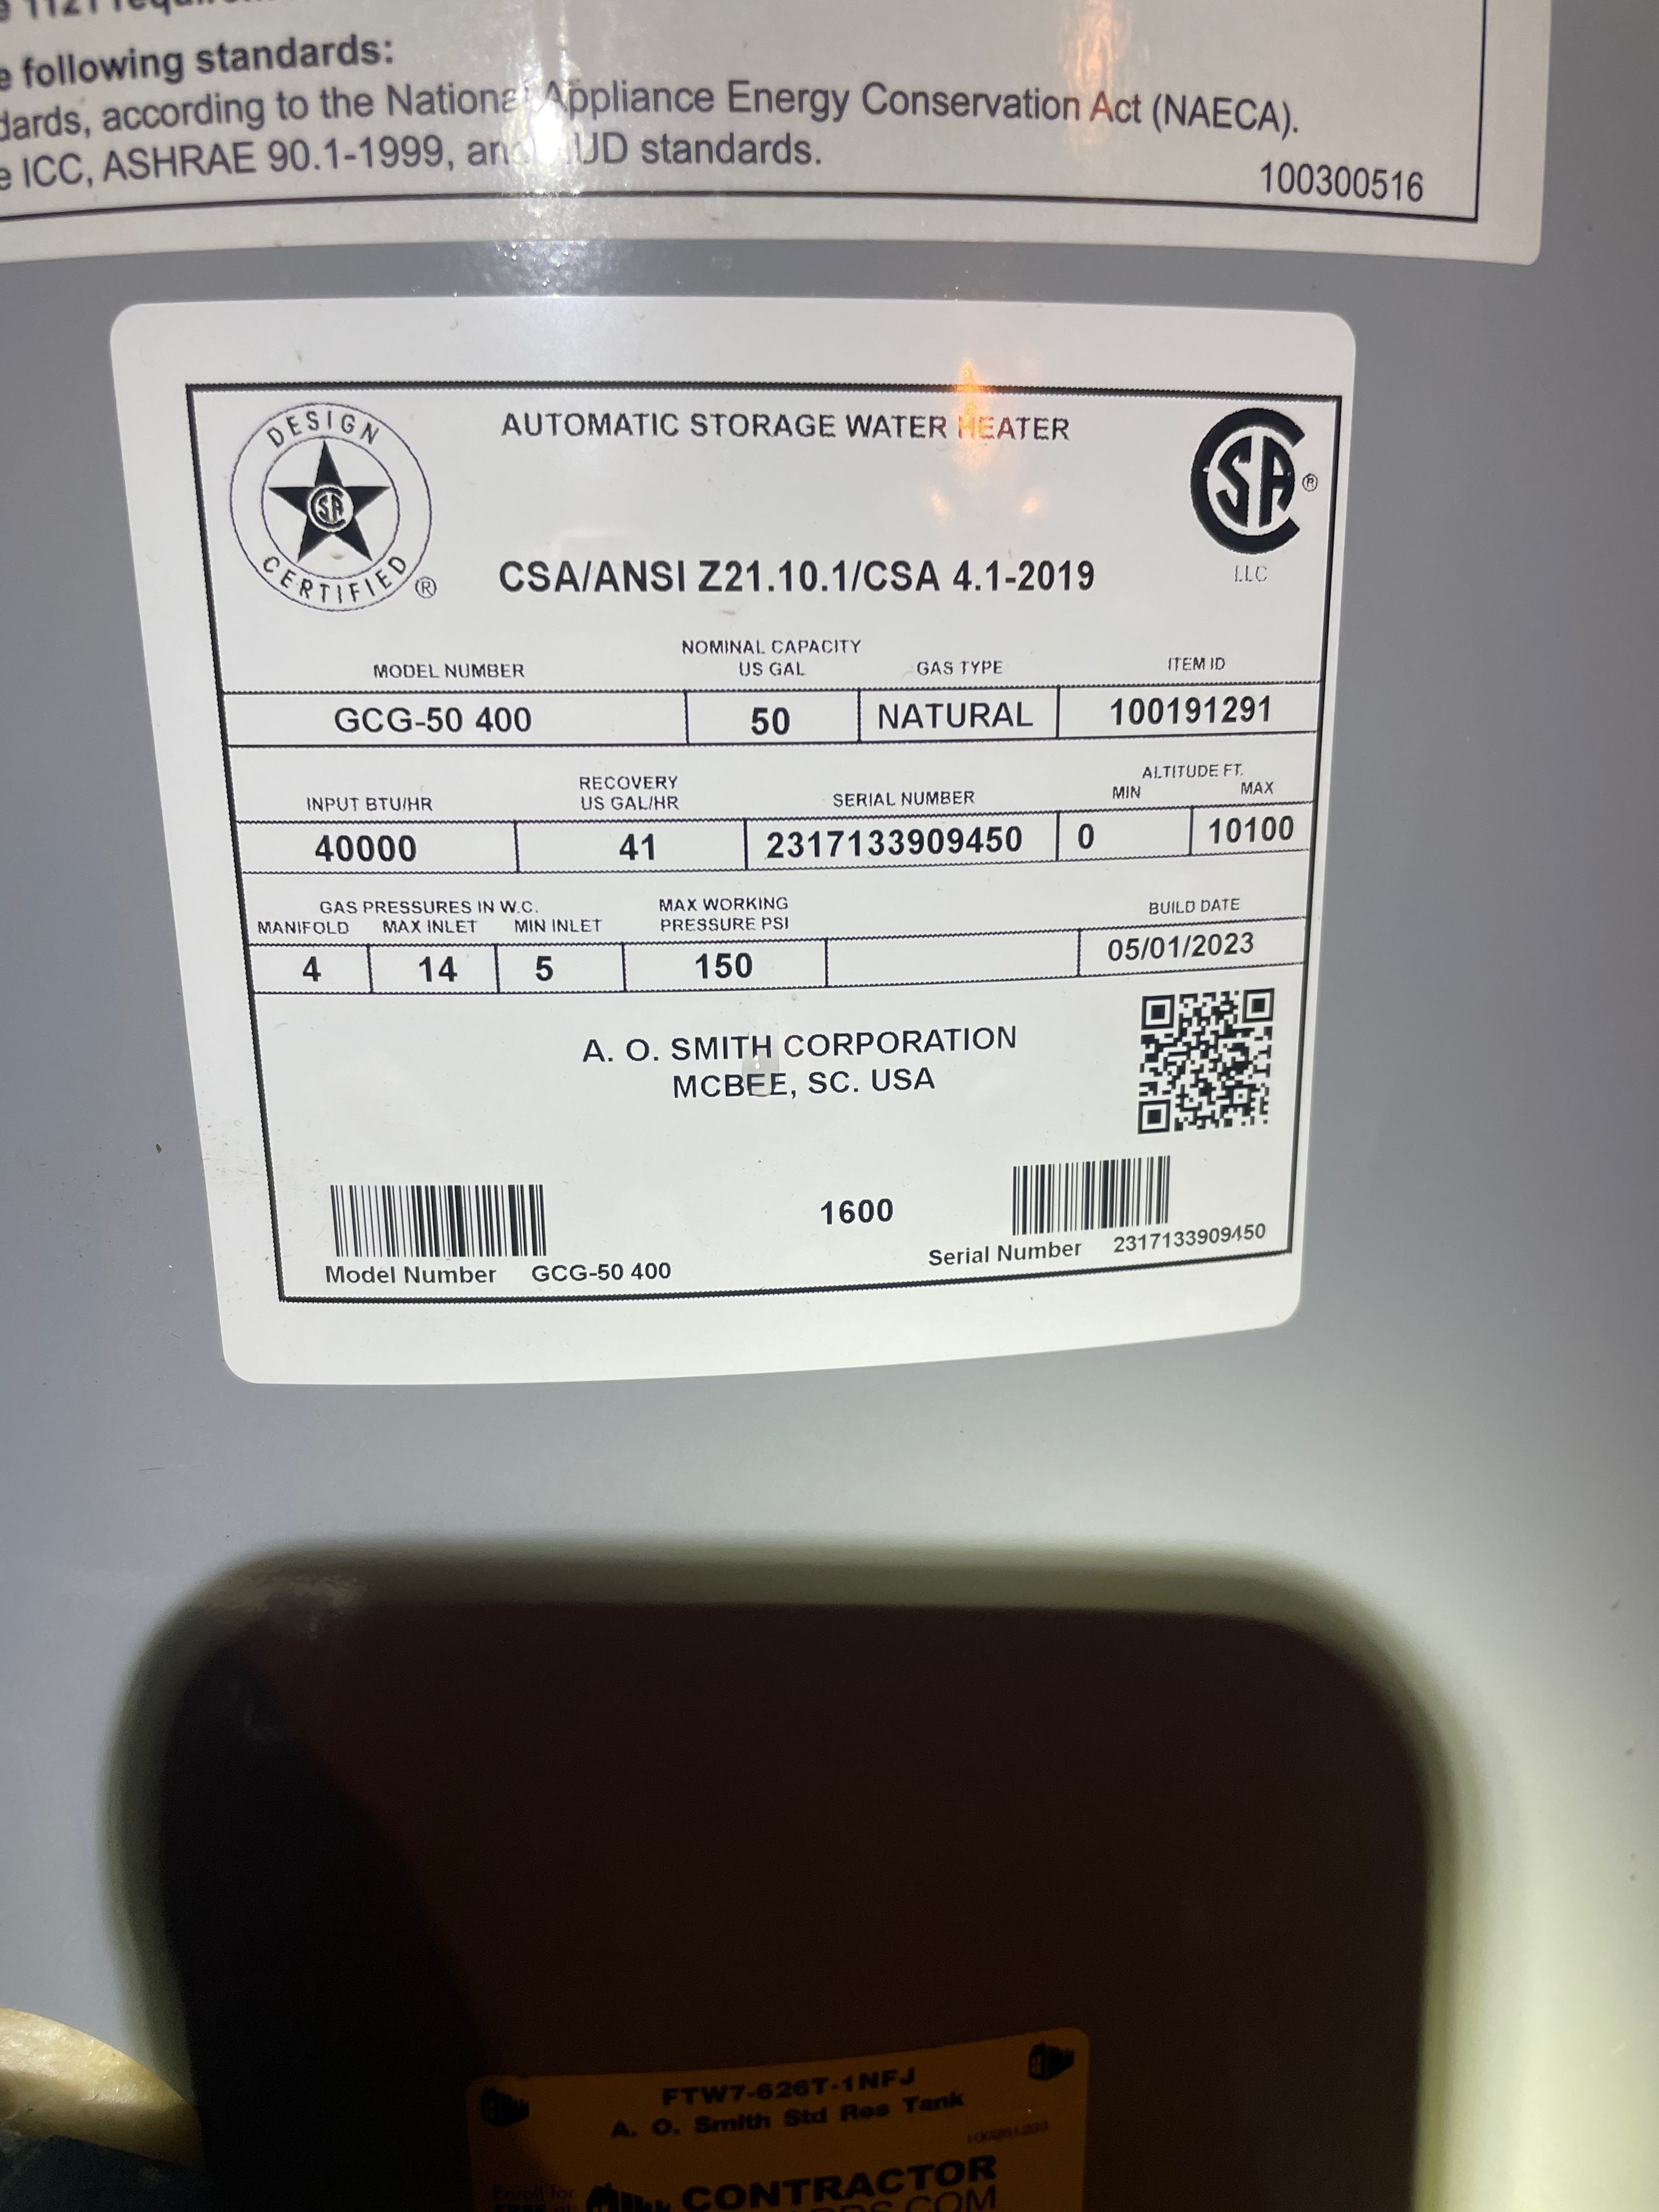 following standards:
according to the National Appliance Energy Conservation Act (NAECA).
ICC, ASHRAE 90.1-1999, standards.
100300516
DESIGN
CSA
CERTIFIED ®
AUTOMATIC STORAGE WATER HEATER
CSA ®
LLC
CSA/ANSI Z21.10.1/CSA 4.1-2019
MODEL NUMBER NOMINAL CAPACITY US GAL GAS TYPE ITEM ID
GCG-50 400 50 NATURAL 100191291
INPUT BTU/HR RECOVERY US GAL/HR SERIAL NUMBER ALTITUDE FT. MIN MAX
40000 41 2317133909450 0 10100
GAS PRESSURES IN W.C. MAX WORKING BUILD DATE
MANIFOLD MAX INLET MIN INLET PRESSURE PSI
4 14 5 150 05/01/2023
A. O. SMITH CORPORATION
MCBEE, SC. USA
1600
Model Number GCG-50 400
Serial Number 2317133909450
FTW7-626T-1NFJ
A. O. Smith Std Res Tank
Enroll for
CONTRACTOR